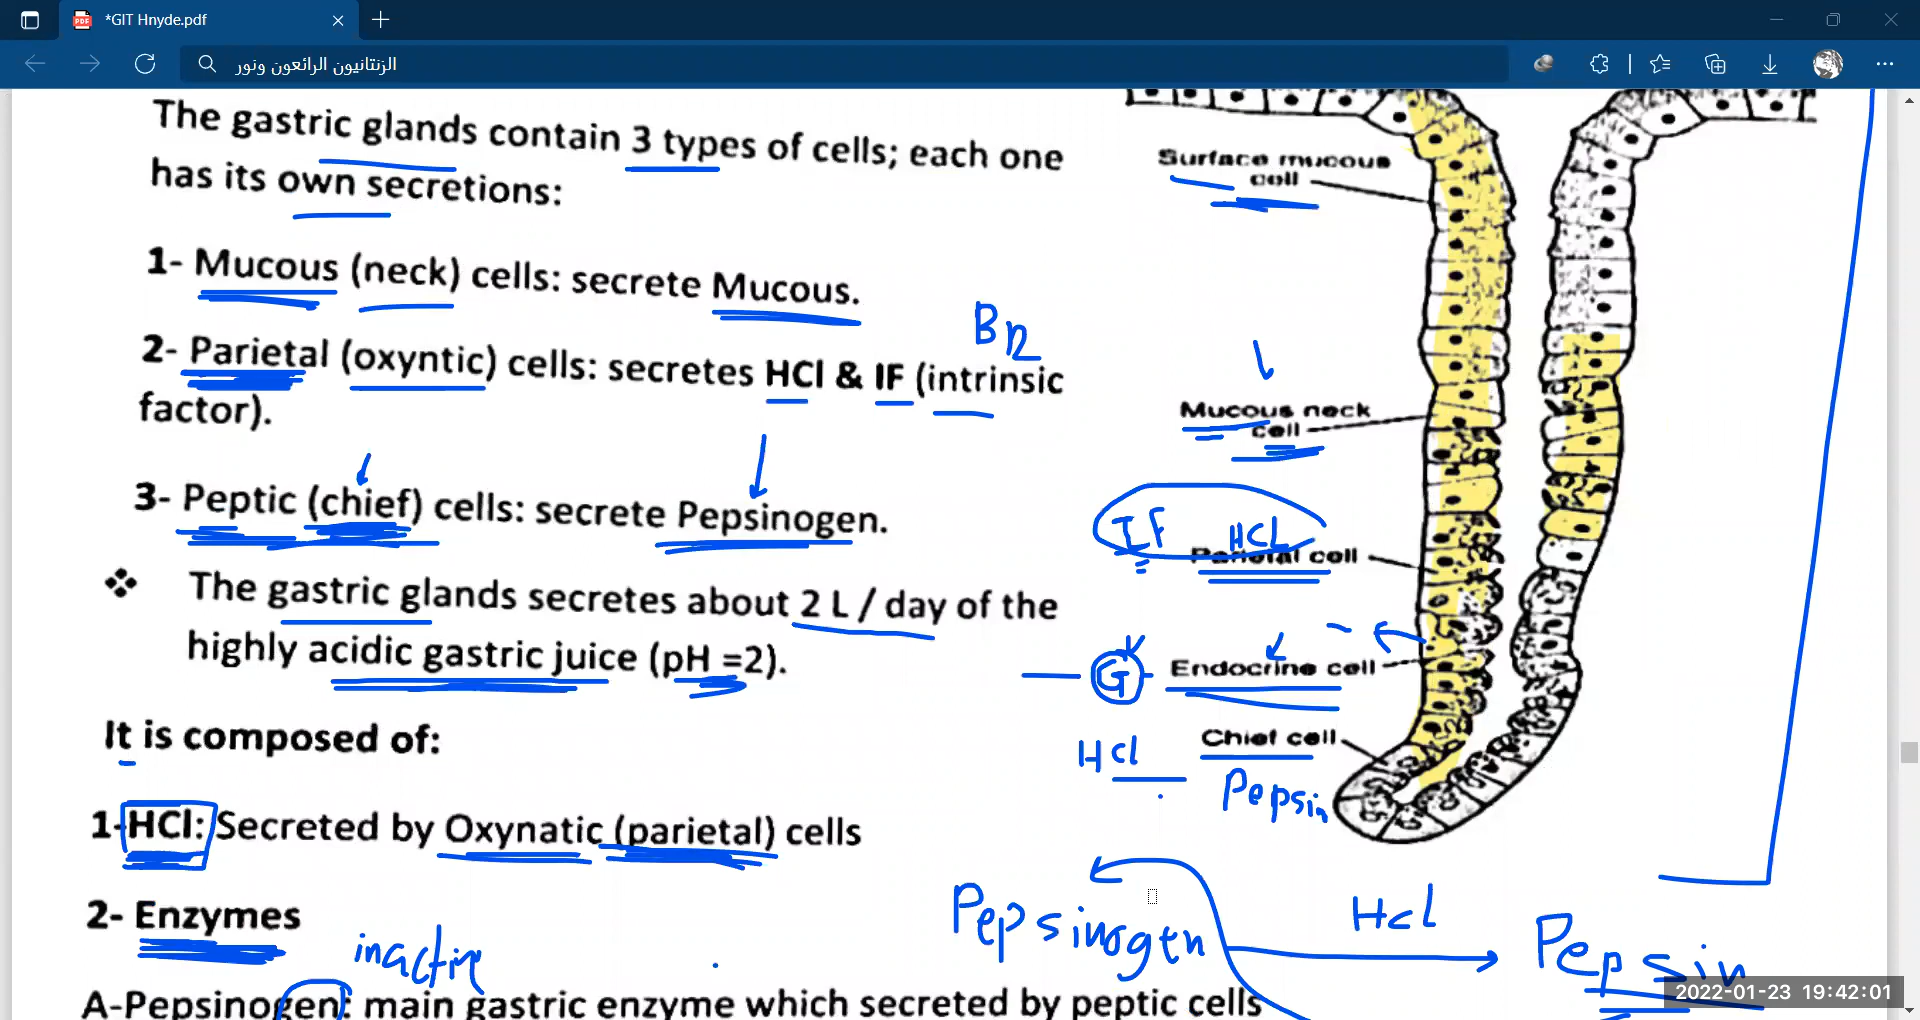 *GIT Hnyde.pdf
الزنتانيون الرائعون ونور
The gastric glands contain 3 types of cells; each one
has its own secretions:
1- Mucous (neck) cells: secrete Mucous.
B12
2- Parietal (oxyntic) cells: secretes HCl & IF (intrinsic
factor).
3- Peptic (chief) cells: secrete Pepsinogen.
❖ The gastric glands secretes about 2 L / day of the
highly acidic gastric juice (pH =2).
It is composed of:
1-HCl: Secreted by Oxynatic (parietal) cells
2- Enzymes
inactive
A-Pepsinogen: main gastric enzyme which secreted by peptic cells
Surface mucous
cell
Mucous neck
cell
IF HCL
Parietal cell
G Endocrine cell
HCl Chief cell
Pepsin
Pepsinogen HCl Pepsin
2022-01-23 19:42:01